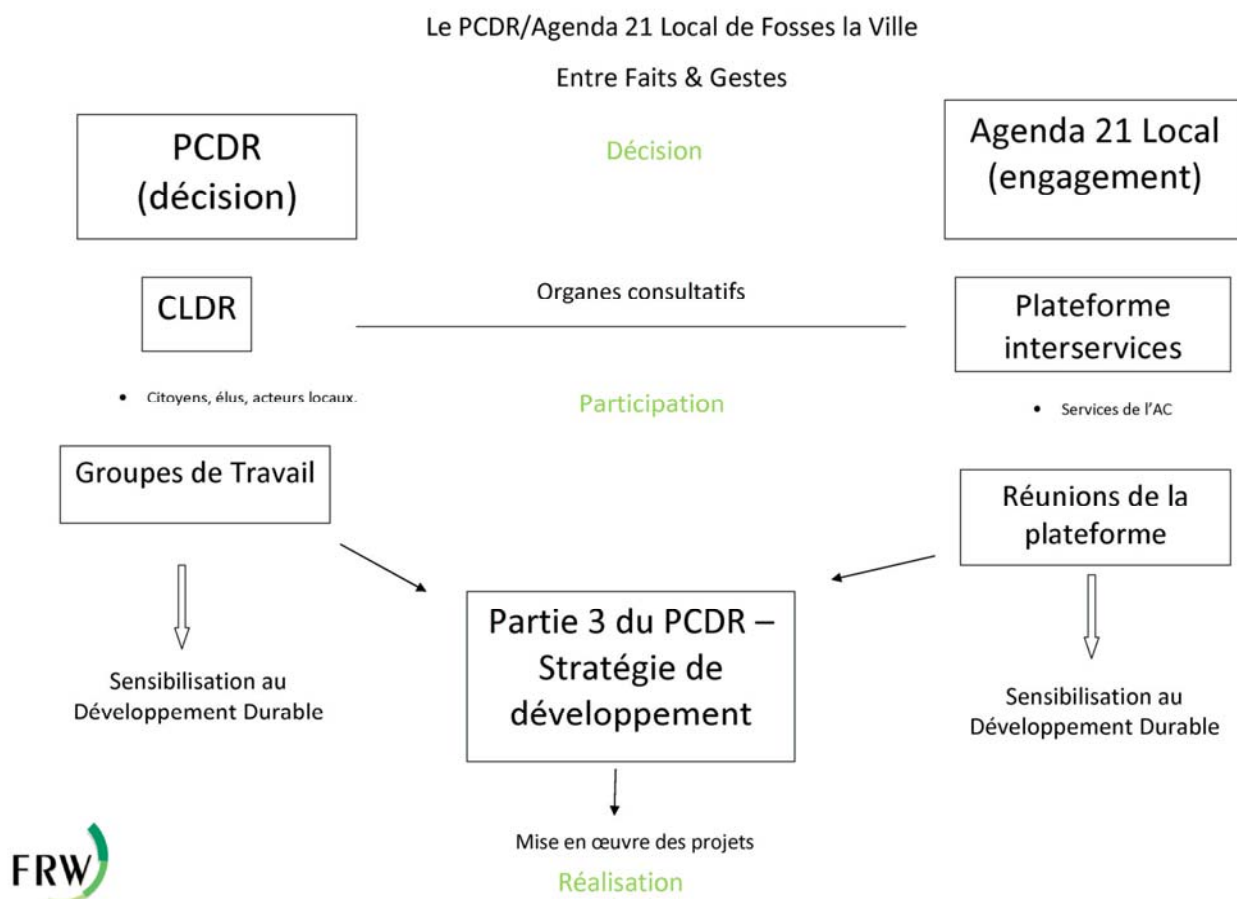 Le PCDR/Agenda 21 Local de Fosses la Ville
Entre Faits & Gestes
PCDR
(décision)
Décision
Agenda 21 Local
(engagement)
CLDR
Organes consultatifs
Plateforme
interservices
• Citoyens, élus, acteurs locaux.
Participation
• Services de l'AC
Groupes de Travail
Réunions de la
plateforme
Partie 3 du PCDR –
Stratégie de
développement
Sensibilisation au
Développement Durable
Sensibilisation au
Développement Durable
Mise en œuvre des projets
Réalisation
FRW